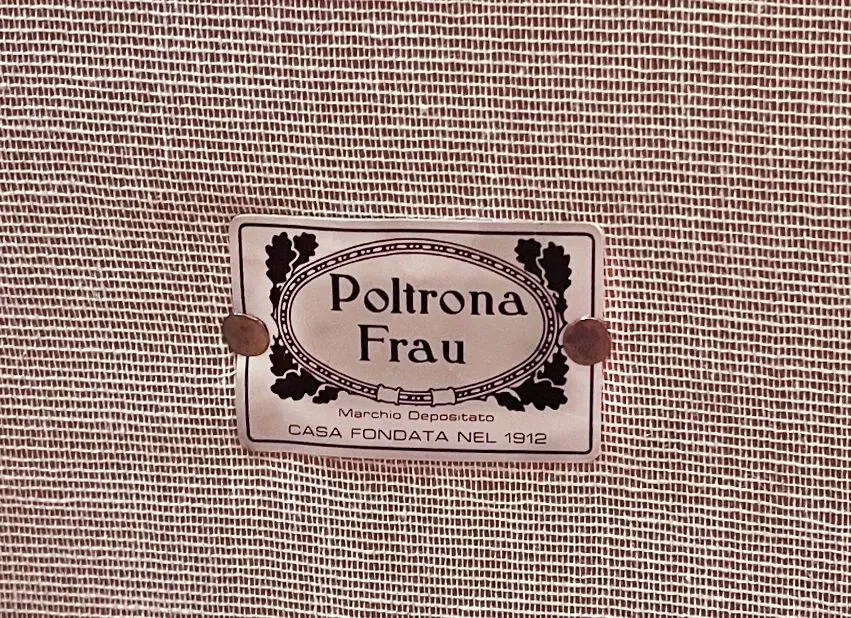 Poltrona
Frau
Marchio Depositato
CASA FONDATA NEL 1912